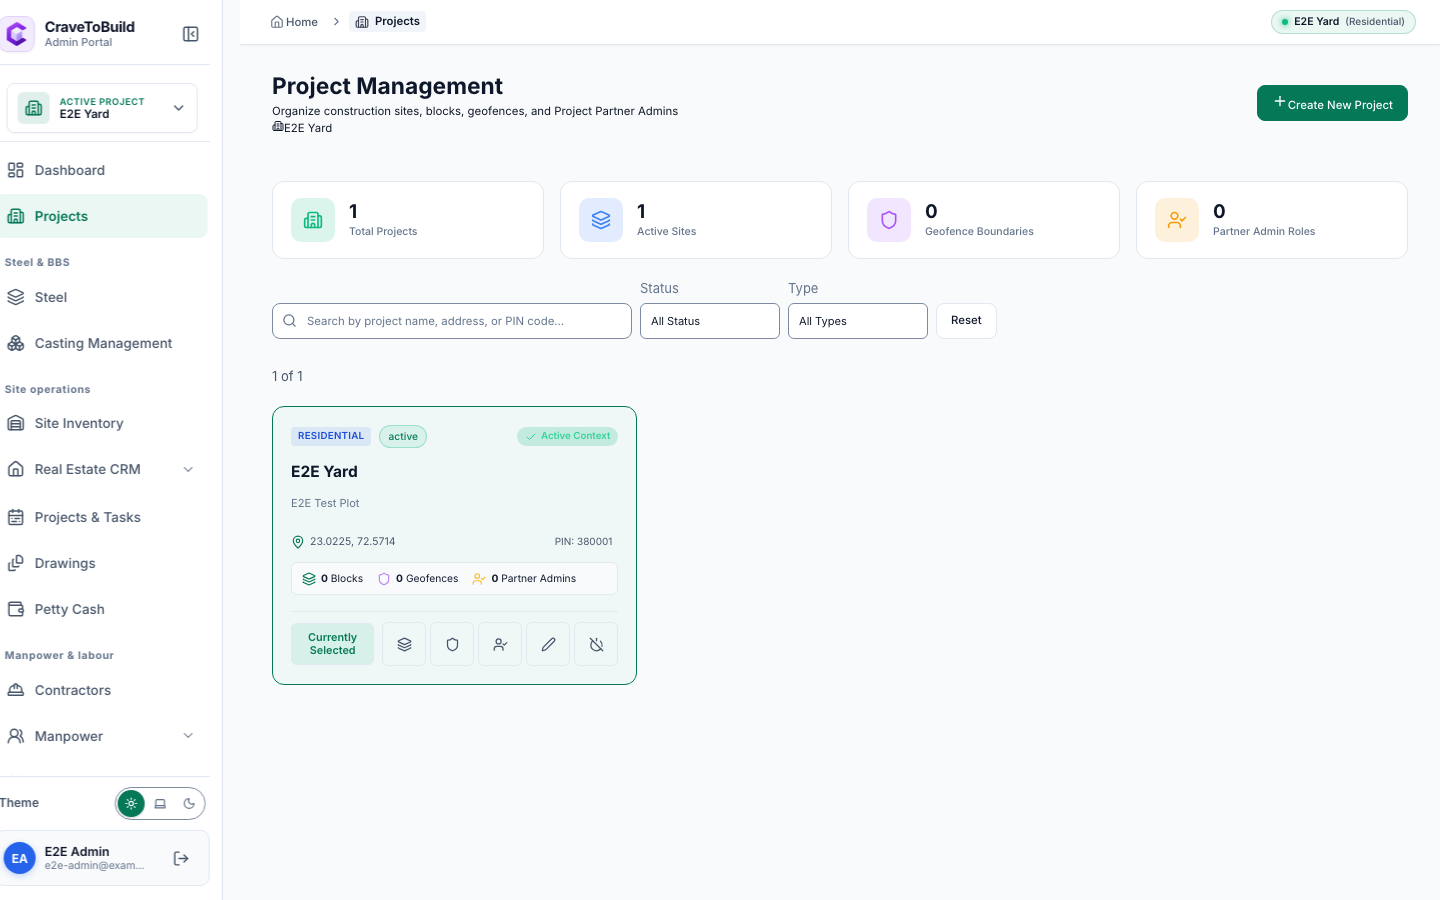 CraveToBuild
Admin Portal
ACTIVE PROJECT
E2E Yard
Dashboard
Projects
Steel & BBS
Steel
Casting Management
Site operations
Site Inventory
Real Estate CRM
Projects & Tasks
Drawings
Petty Cash
Manpower & labour
Contractors
Manpower
Theme
EA
E2E Admin
e2e-admin@exam...
Home
Projects
E2E Yard (Residential)
Project Management
Organize construction sites, blocks, geofences, and Project Partner Admins
E2E Yard
Create New Project
1
Total Projects
1
Active Sites
0
Geofence Boundaries
0
Partner Admin Roles
Status
Type
Search by project name, address, or PIN code...
All Status
All Types
Reset
1 of 1
RESIDENTIAL
active
Active Context
E2E Yard
E2E Test Plot
23.0225, 72.5714
PIN: 380001
0 Blocks
0 Geofences
0 Partner Admins
Currently
Selected